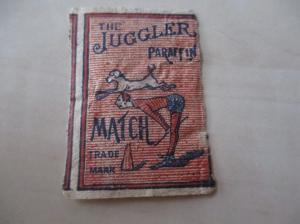 THE
JUGGLER
PARAFFIN
MATCH
TRADE
MARK